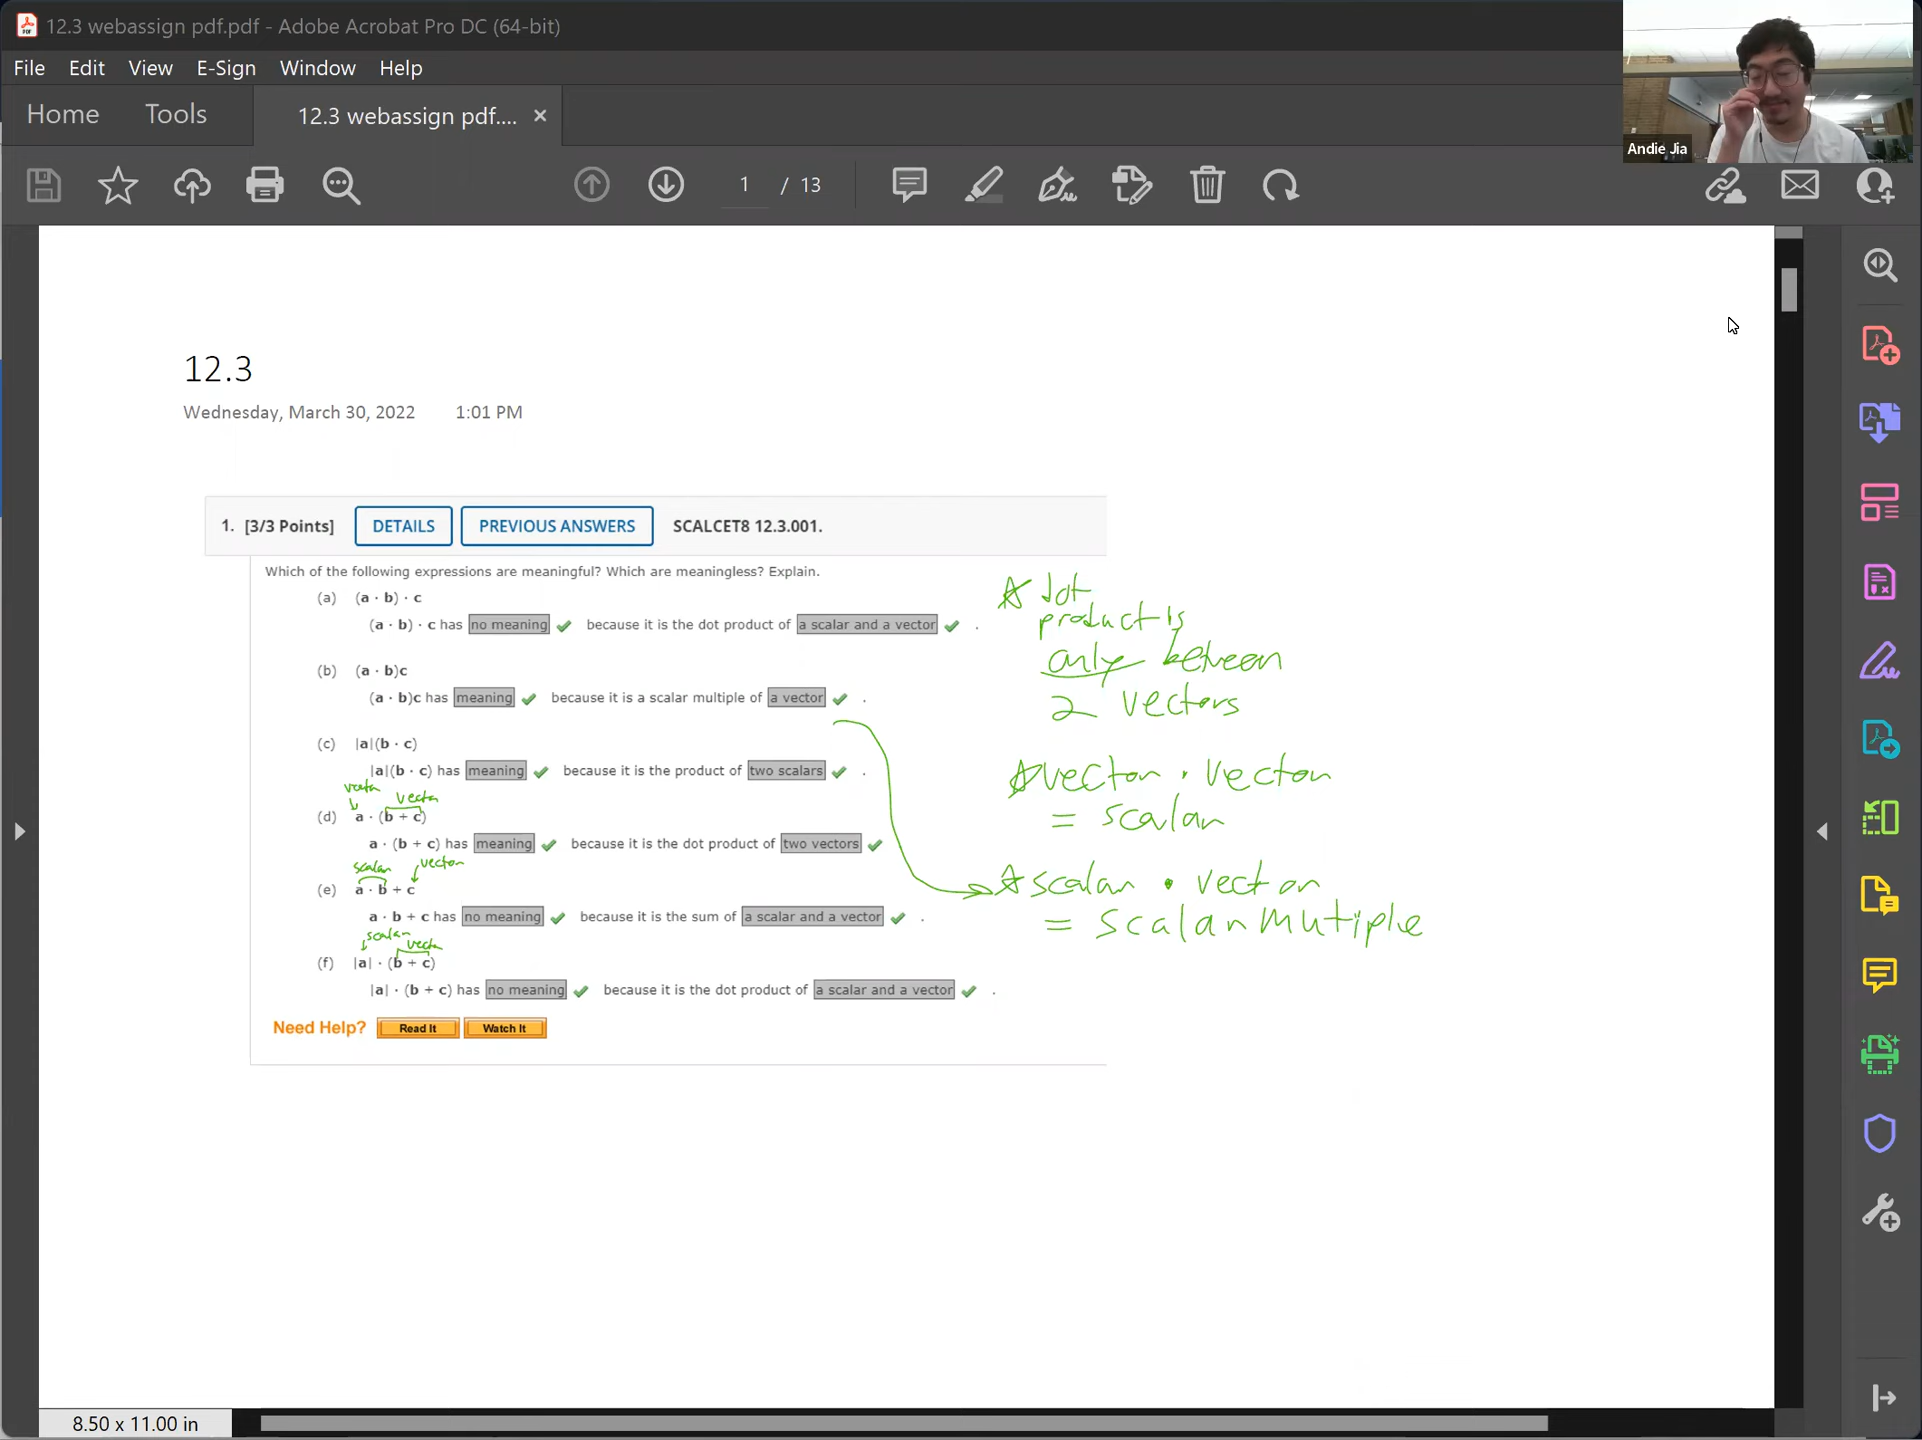 12.3 webassign pdf.pdf - Adobe Acrobat Pro DC (64-bit)
File Edit View E-Sign Window Help
Home Tools 12.3 webassign pdf.... ×
Andie Jia
1 / 13
12.3
Wednesday, March 30, 2022 1:01 PM
1. [3/3 Points] DETAILS PREVIOUS ANSWERS SCALCET8 12.3.001.
Which of the following expressions are meaningful? Which are meaningless? Explain.
(a) (a · b) · c
(a · b) · c has no meaning because it is the dot product of a scalar and a vector .
(b) (a · b)c
(a · b)c has meaning because it is a scalar multiple of a vector .
(c) |a|(b · c)
|a|(b · c) has meaning because it is the product of two scalars .
vector vector
(d) a · (b + c)
a · (b + c) has meaning because it is the dot product of two vectors
scalar vector
(e) a · b + c
a · b + c has no meaning because it is the sum of a scalar and a vector .
scalar vector
(f) |a| · (b + c)
|a| · (b + c) has no meaning because it is the dot product of a scalar and a vector .
Need Help? Read It Watch It
dot
product is
only between
2 vectors
vector · vector
= scalar
scalar · vector
= scalar mutiple
8.50 x 11.00 in